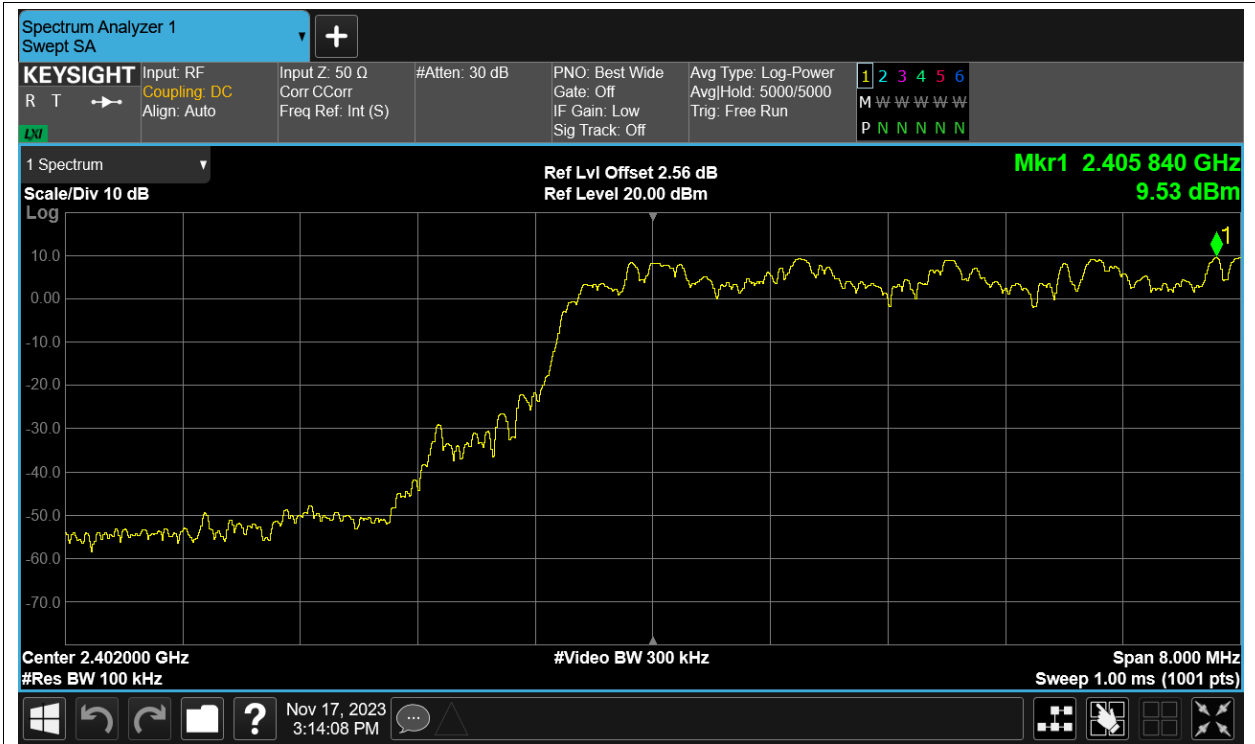 Spectrum Analyzer 1
Swept SA
KEYSIGHT
R T
LXI
Input: RF
Coupling: DC
Align: Auto
Input Z: 50 Ω
Corr CCorr
Freq Ref: Int (S)
#Atten: 30 dB
PNO: Best Wide
Gate: Off
IF Gain: Low
Sig Track: Off
Avg Type: Log-Power
Avg|Hold: 5000/5000
Trig: Free Run
1 2 3 4 5 6
M W W W W W
P N N N N N
1 Spectrum
Scale/Div 10 dB
Log
Ref Lvl Offset 2.56 dB
Ref Level 20.00 dBm
Mkr1 2.405 840 GHz
9.53 dBm
1
10.0
0.00
-10.0
-20.0
-30.0
-40.0
-50.0
-60.0
-70.0
Center 2.402000 GHz
#Video BW 300 kHz
Span 8.000 MHz
#Res BW 100 kHz
Sweep 1.00 ms (1001 pts)
?
Nov 17, 2023
3:14:08 PM